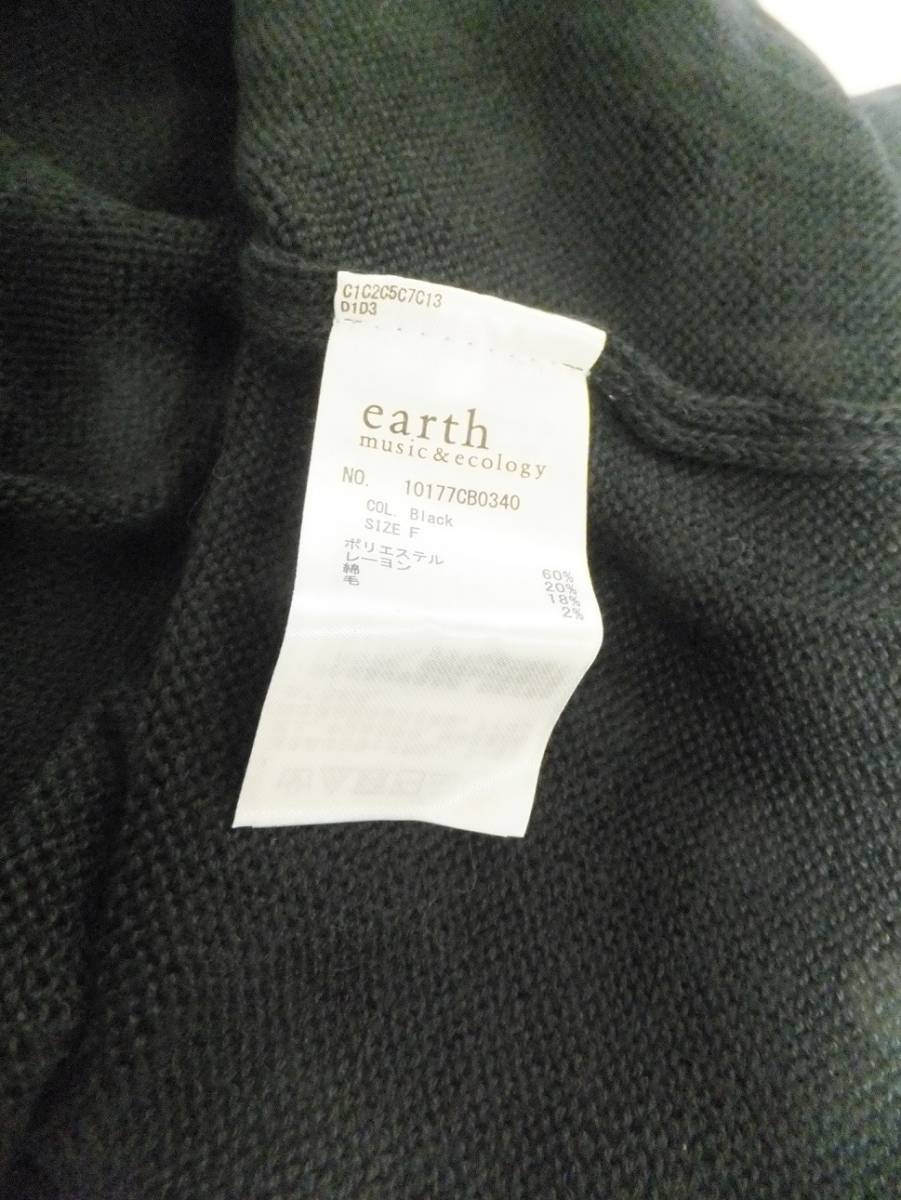 C1C2C5C7C13
D1D3
earth
music&ecology
NO. 10177CB0340
COL. Black
SIZE F
ポリエステル 60%
レーヨン 20%
綿 18%
毛 2%